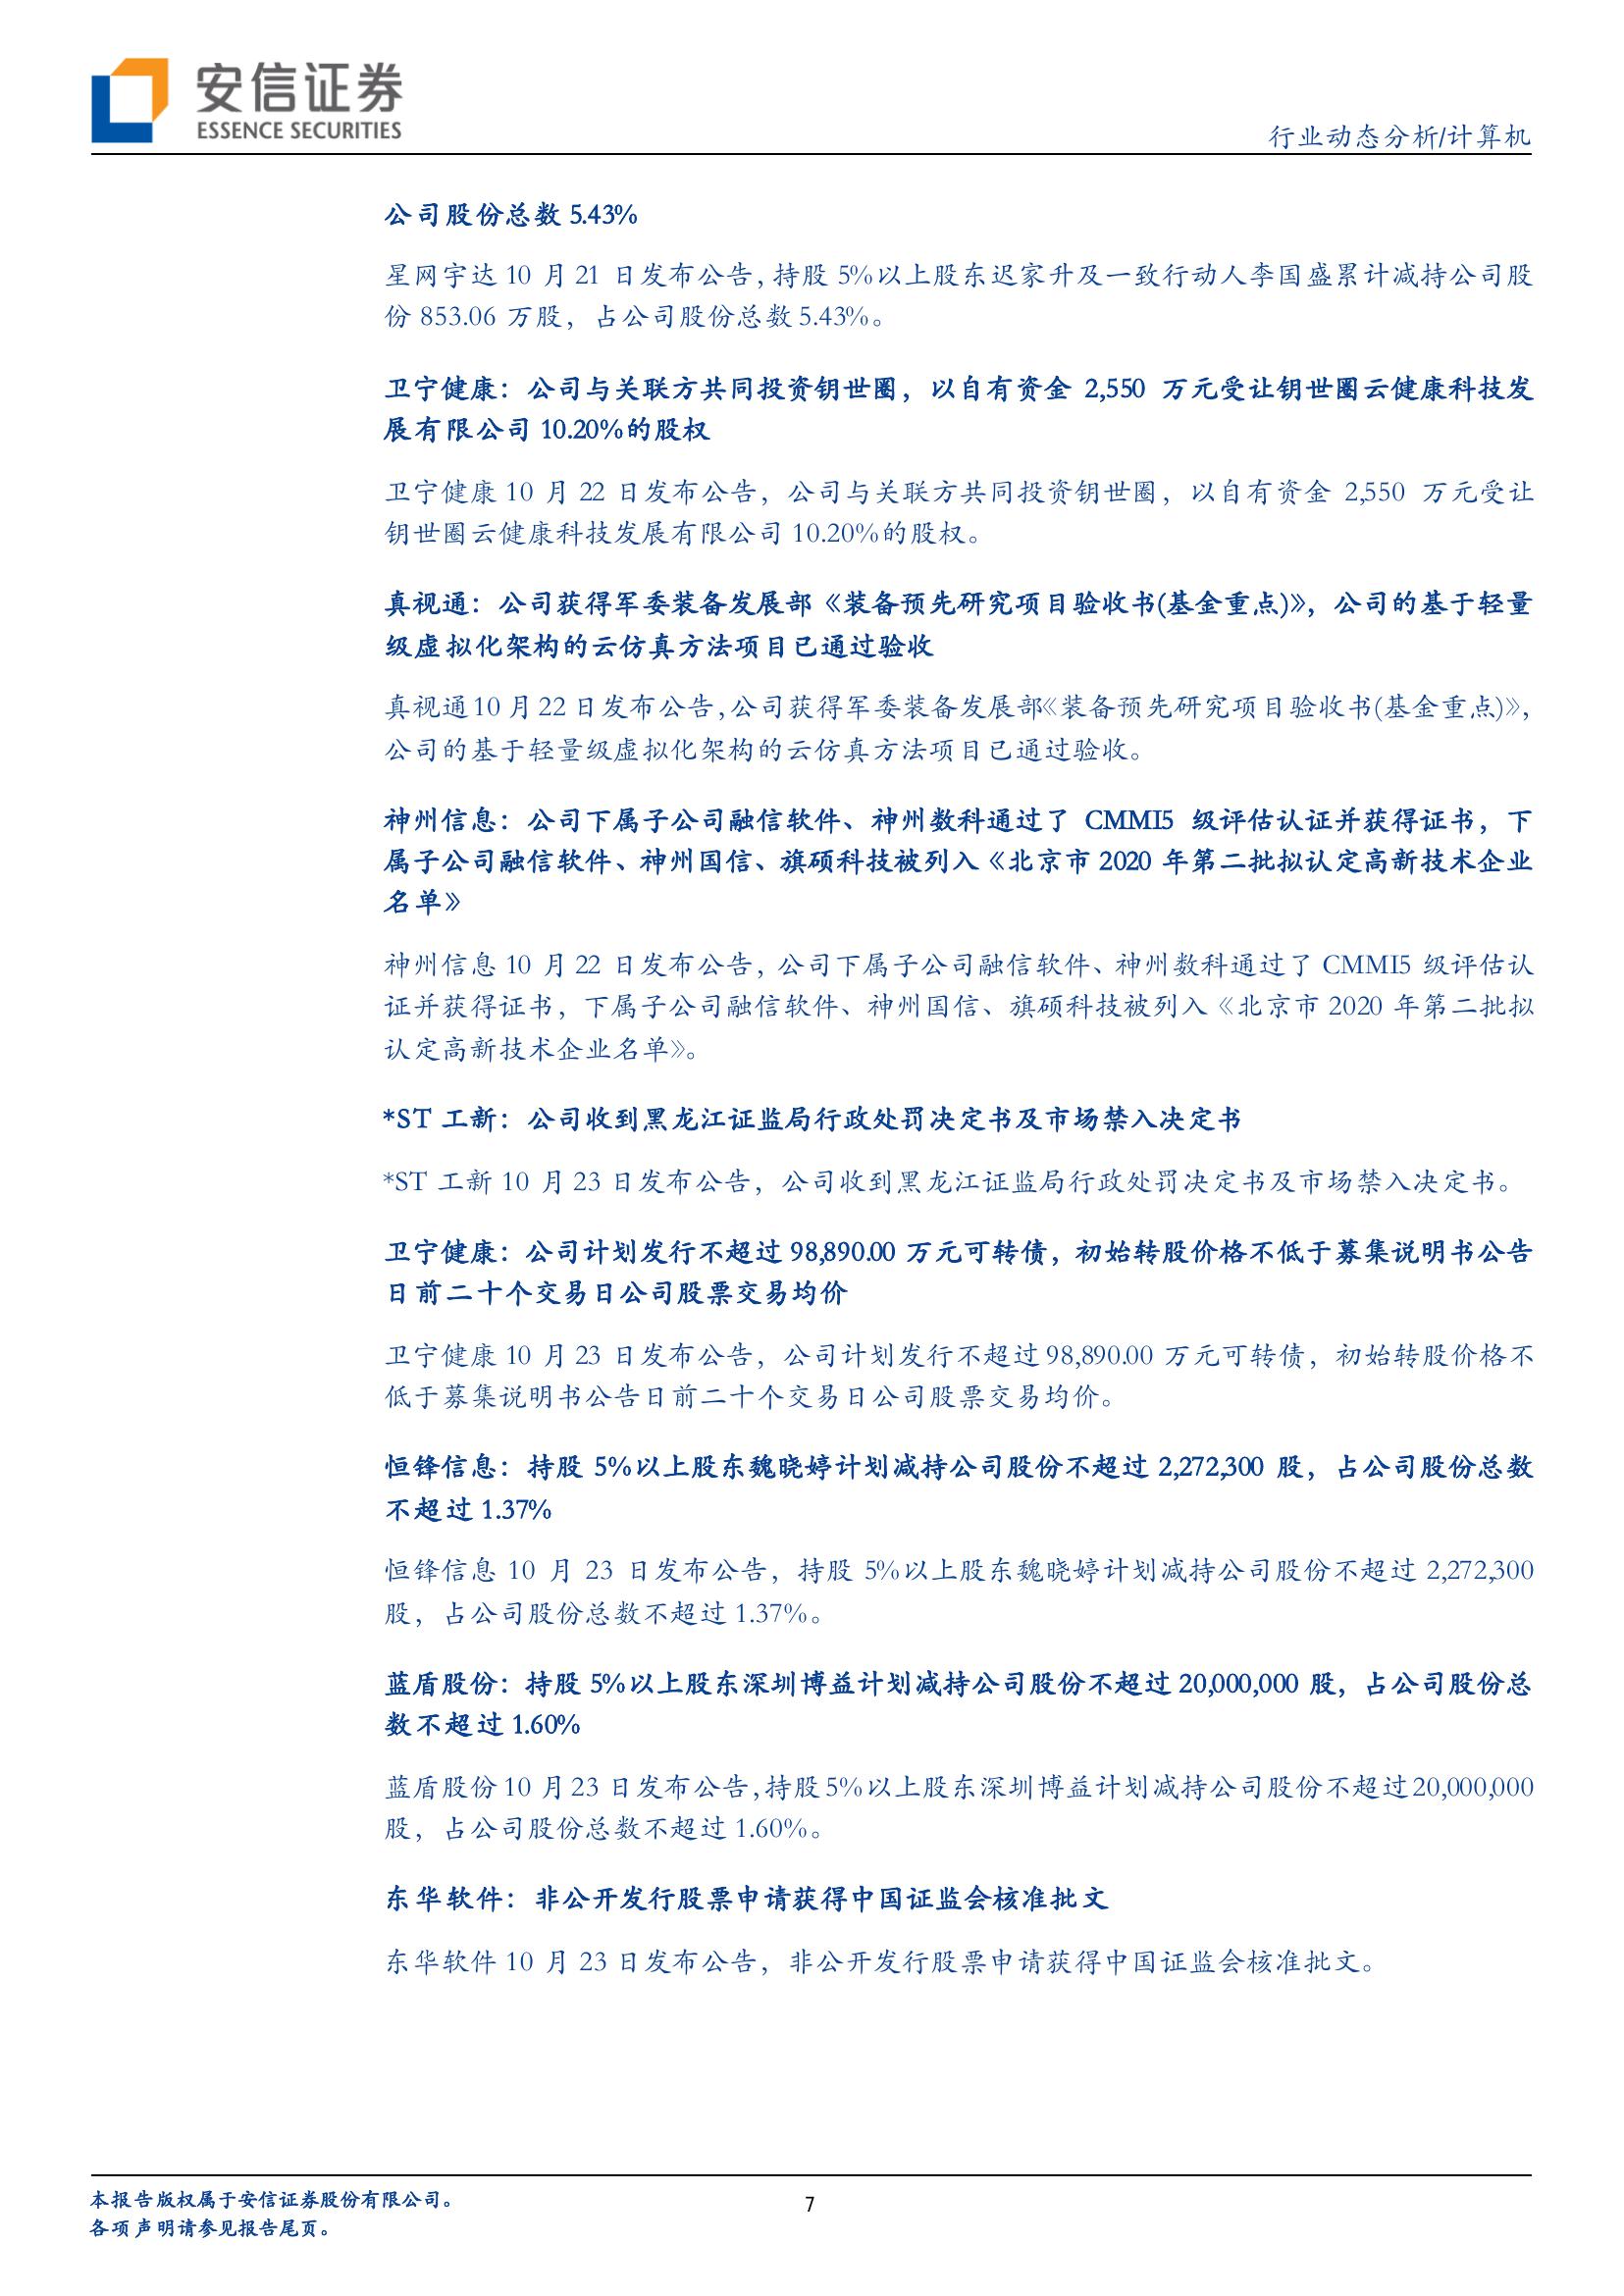 安信证券
ESSENCE SECURITIES
行业动态分析/计算机
公司股份总数 5.43%
星网宇达 10 月 21 日发布公告，持股 5%以上股东迟家升及一致行动人李国盛累计减持公司股
份 853.06 万股，占公司股份总数 5.43%。
卫宁健康：公司与关联方共同投资钥世圈，以自有资金 2,550 万元受让钥世圈云健康科技发
展有限公司 10.20%的股权
卫宁健康 10 月 22 日发布公告，公司与关联方共同投资钥世圈，以自有资金 2,550 万元受让
钥世圈云健康科技发展有限公司 10.20%的股权。
真视通：公司获得军委装备发展部《装备预先研究项目验收书(基金重点)》，公司的基于轻量
级虚拟化架构的云仿真方法项目已通过验收
真视通 10 月 22 日发布公告，公司获得军委装备发展部《装备预先研究项目验收书(基金重点)》，
公司的基于轻量级虚拟化架构的云仿真方法项目已通过验收。
神州信息：公司下属子公司融信软件、神州数科通过了 CMMI5 级评估认证并获得证书，下
属子公司融信软件、神州国信、旗硕科技被列入《北京市 2020 年第二批拟认定高新技术企业
名单》
神州信息 10 月 22 日发布公告，公司下属子公司融信软件、神州数科通过了 CMMI5 级评估认
证并获得证书，下属子公司融信软件、神州国信、旗硕科技被列入《北京市 2020 年第二批拟
认定高新技术企业名单》。
*ST 工新：公司收到黑龙江证监局行政处罚决定书及市场禁入决定书
*ST 工新 10 月 23 日发布公告，公司收到黑龙江证监局行政处罚决定书及市场禁入决定书。
卫宁健康：公司计划发行不超过 98,890.00 万元可转债，初始转股价格不低于募集说明书公告
日前二十个交易日公司股票交易均价
卫宁健康 10 月 23 日发布公告，公司计划发行不超过 98,890.00 万元可转债，初始转股价格不
低于募集说明书公告日前二十个交易日公司股票交易均价。
恒锋信息：持股 5%以上股东魏晓婷计划减持公司股份不超过 2,272,300 股，占公司股份总数
不超过 1.37%
恒锋信息 10 月 23 日发布公告，持股 5%以上股东魏晓婷计划减持公司股份不超过 2,272,300
股，占公司股份总数不超过 1.37%。
蓝盾股份：持股 5%以上股东深圳博益计划减持公司股份不超过 20,000,000 股，占公司股份总
数不超过 1.60%
蓝盾股份 10 月 23 日发布公告，持股 5%以上股东深圳博益计划减持公司股份不超过 20,000,000
股，占公司股份总数不超过 1.60%。
东华软件：非公开发行股票申请获得中国证监会核准批文
东华软件 10 月 23 日发布公告，非公开发行股票申请获得中国证监会核准批文。
本报告版权属于安信证券股份有限公司。
7
各项声明请参见报告尾页。